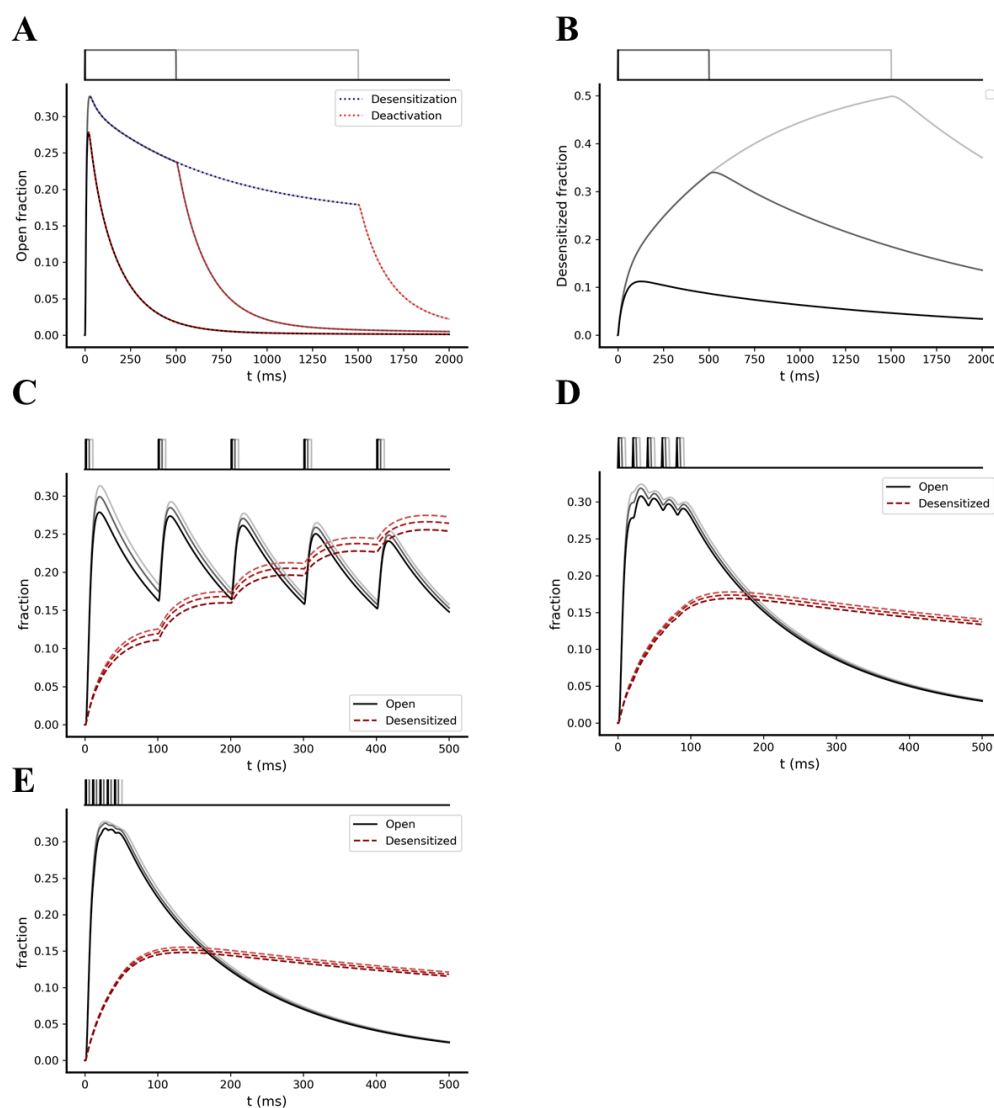 A
Desensitization
Deactivation
Open fraction
0.30
0.25
0.20
0.15
0.10
0.05
0.00
0 250 500 750 1000 1250 1500 1750 2000
t (ms)
B
Desensitized fraction
0.5
0.4
0.3
0.2
0.1
0.0
0 250 500 750 1000 1250 1500 1750 2000
t (ms)
C
fraction
0.30
0.25
0.20
0.15
0.10
0.05
0.00
Open
Desensitized
0 100 200 300 400 500
t (ms)
D
Open
Desensitized
fraction
0.30
0.25
0.20
0.15
0.10
0.05
0.00
0 100 200 300 400 500
t (ms)
E
Open
Desensitized
fraction
0.30
0.25
0.20
0.15
0.10
0.05
0.00
0 100 200 300 400 500
t (ms)